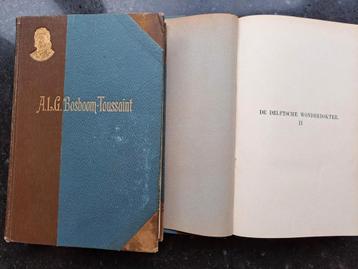 A.L.G. Bosboom-Toussaint
DE DELFTSCHE WONDERDOKTER.
II